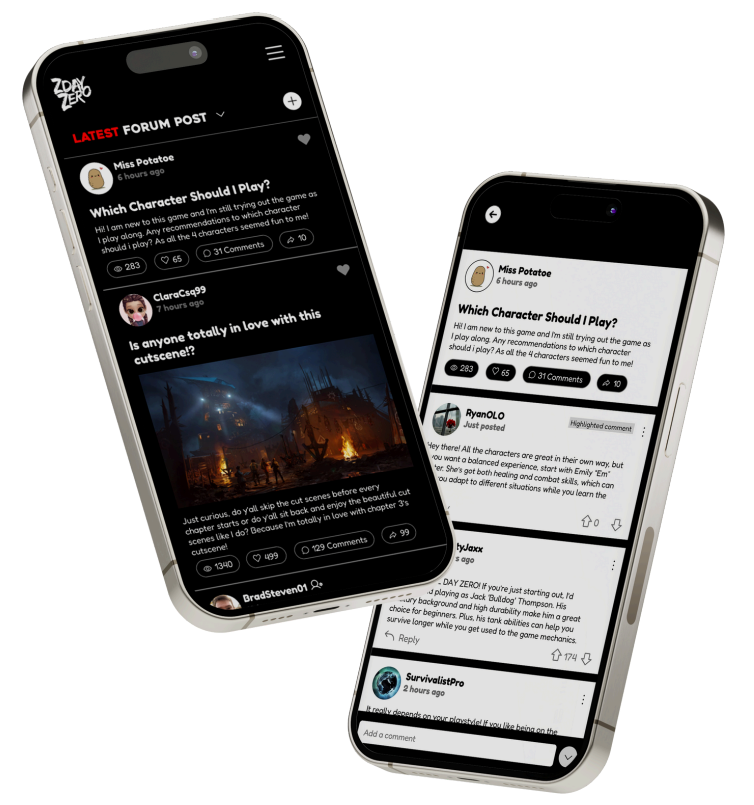 ZDAY
ZERO
LATEST FORUM POST
Miss Potatoe
6 hours ago
Which Character Should I Play?
Hi! I am new to this game and I'm still trying out the game as
I play along. Any recommendations to which character
should i play? As all the 4 characters seemed fun to me!
283 65 31 Comments 10
ClaraCsq99
7 hours ago
Is anyone totally in love with this
cutscene!?
Just curious, do y'all skip the cut scenes before every
chapter starts or do y'all sit back and enjoy the beautiful cut
scenes like I do? Because I'm totally in love with chapter 3's
cutscene!
1340 499 129 Comments 99
BradSteven01
Miss Potatoe
6 hours ago
Which Character Should I Play?
Hi! I am new to this game and I'm still trying out the game as
I play along. Any recommendations to which character
should i play? As all the 4 characters seemed fun to me!
283 65 31 Comments 10
RyanOLO
Just posted
Highlighted comment
Hey there! All the characters are great in their own way, but
you want a balanced experience, start with Emily "Em"
She's got both healing and combat skills, which can
you adapt to different situations while you learn the
0
tyJaxx
ago
DAY ZERO! If you're just starting out, I'd
playing as Jack 'Bulldog' Thompson. His
background and high durability make him a great
choice for beginners. Plus, his tank abilities can help you
survive longer while you get used to the game mechanics.
Reply
174
SurvivalistPro
2 hours ago
It really depends on your playstyle! If you like being on the
Add a comment